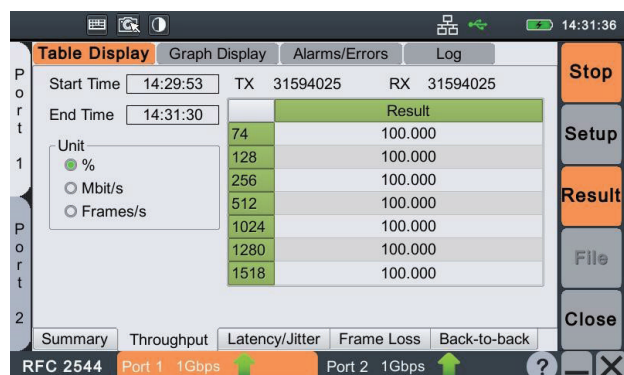 14:31:36
Table Display Graph Display Alarms/Errors Log
Port 1
Port 2
Start Time 14:29:53 TX 31594025 RX 31594025
End Time 14:31:30
Unit
%
Mbit/s
Frames/s
Result
74 100.000
128 100.000
256 100.000
512 100.000
1024 100.000
1280 100.000
1518 100.000
Summary Throughput Latency/Jitter Frame Loss Back-to-back
Stop
Setup
Result
File
Close
RFC 2544 Port 1 1Gbps Port 2 1Gbps ?